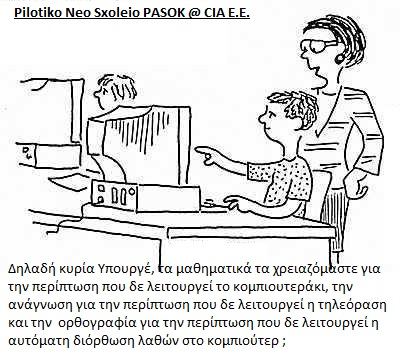 Pilotiko Neo Sxoleio PASOK @ CIA E.E.
Δηλαδή κυρία Υπουργέ, τα μαθηματικά τα χρειαζόμαστε για
την περίπτωση που δε λειτουργεί το κομπιουτεράκι, την
ανάγνωση για την περίπτωση που δε λειτουργεί η τηλεόραση
και την ορθογραφία για την περίπτωση που δε λειτουργεί η
αυτόματη διόρθωση λαθών στο κομπιούτερ ;